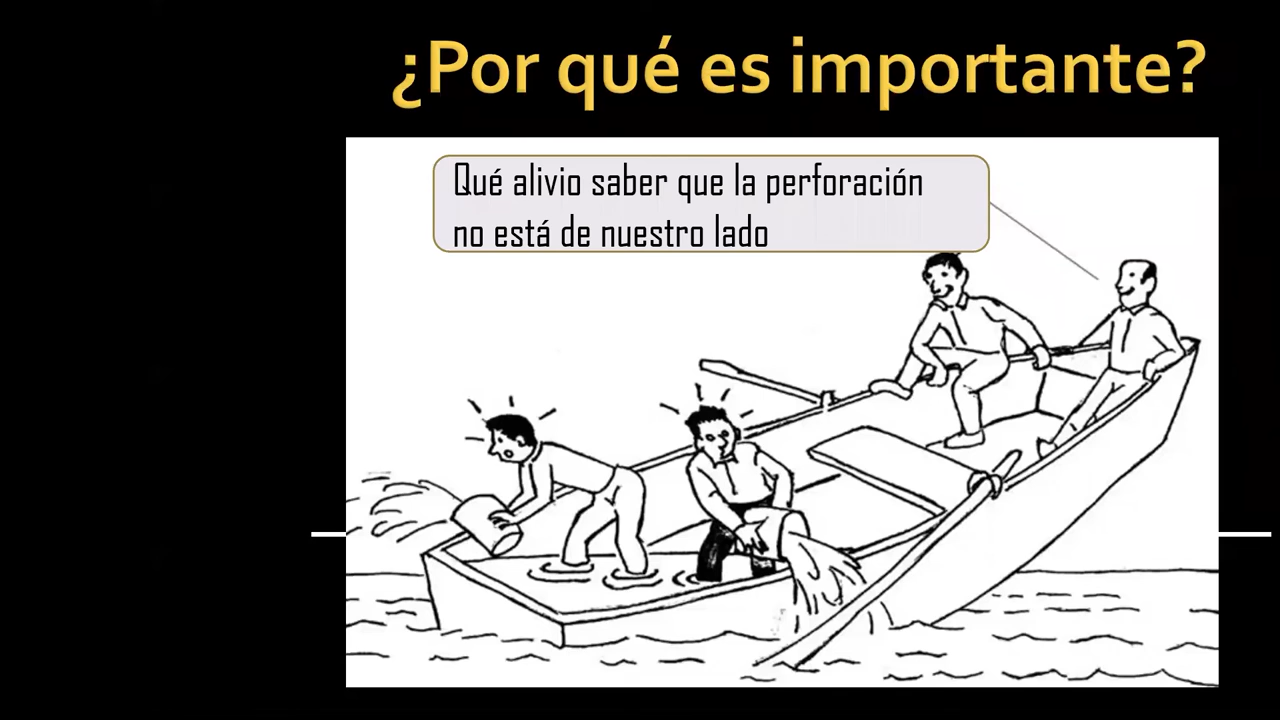 ¿Por qué es importante?
Qué alivio saber que la perforación
no está de nuestro lado